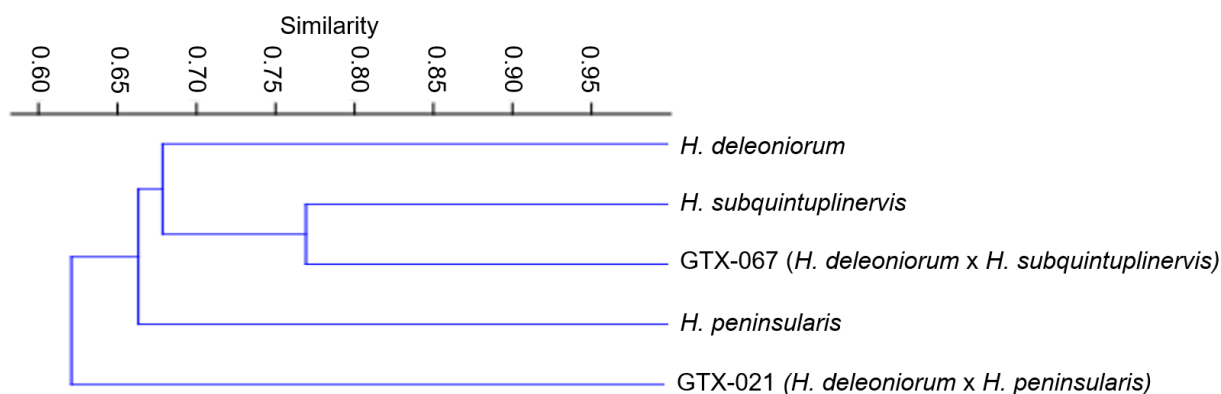 Similarity
0.60 0.65 0.70 0.75 0.80 0.85 0.90 0.95
H. deleoniorum
H. subquintuplinervis
GTX-067 (H. deleoniorum x H. subquintuplinervis)
H. peninsularis
GTX-021 (H. deleoniorum x H. peninsularis)